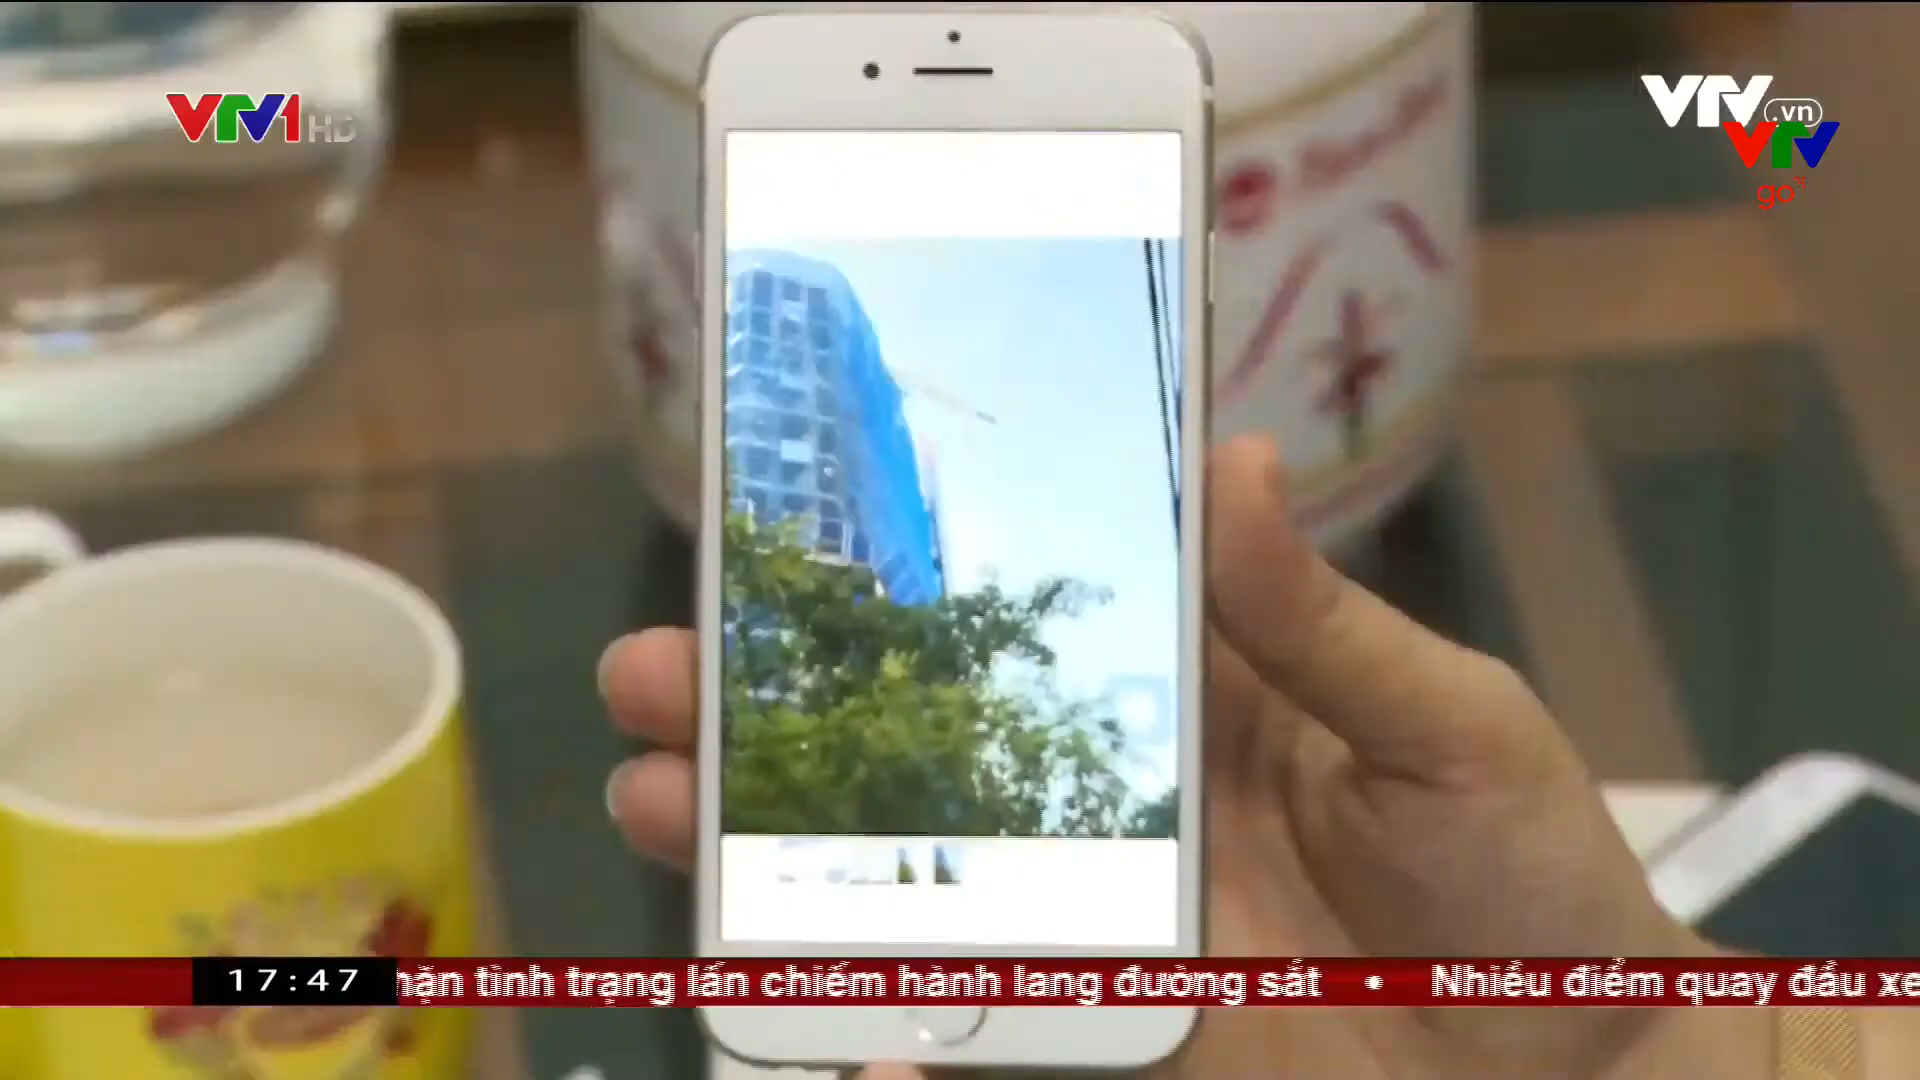 VTV1 HD
VTV.vn
VTV
go
17:47
hặn tình trạng lấn chiếm hành lang đường sắt • Nhiều điểm quay đầu xe